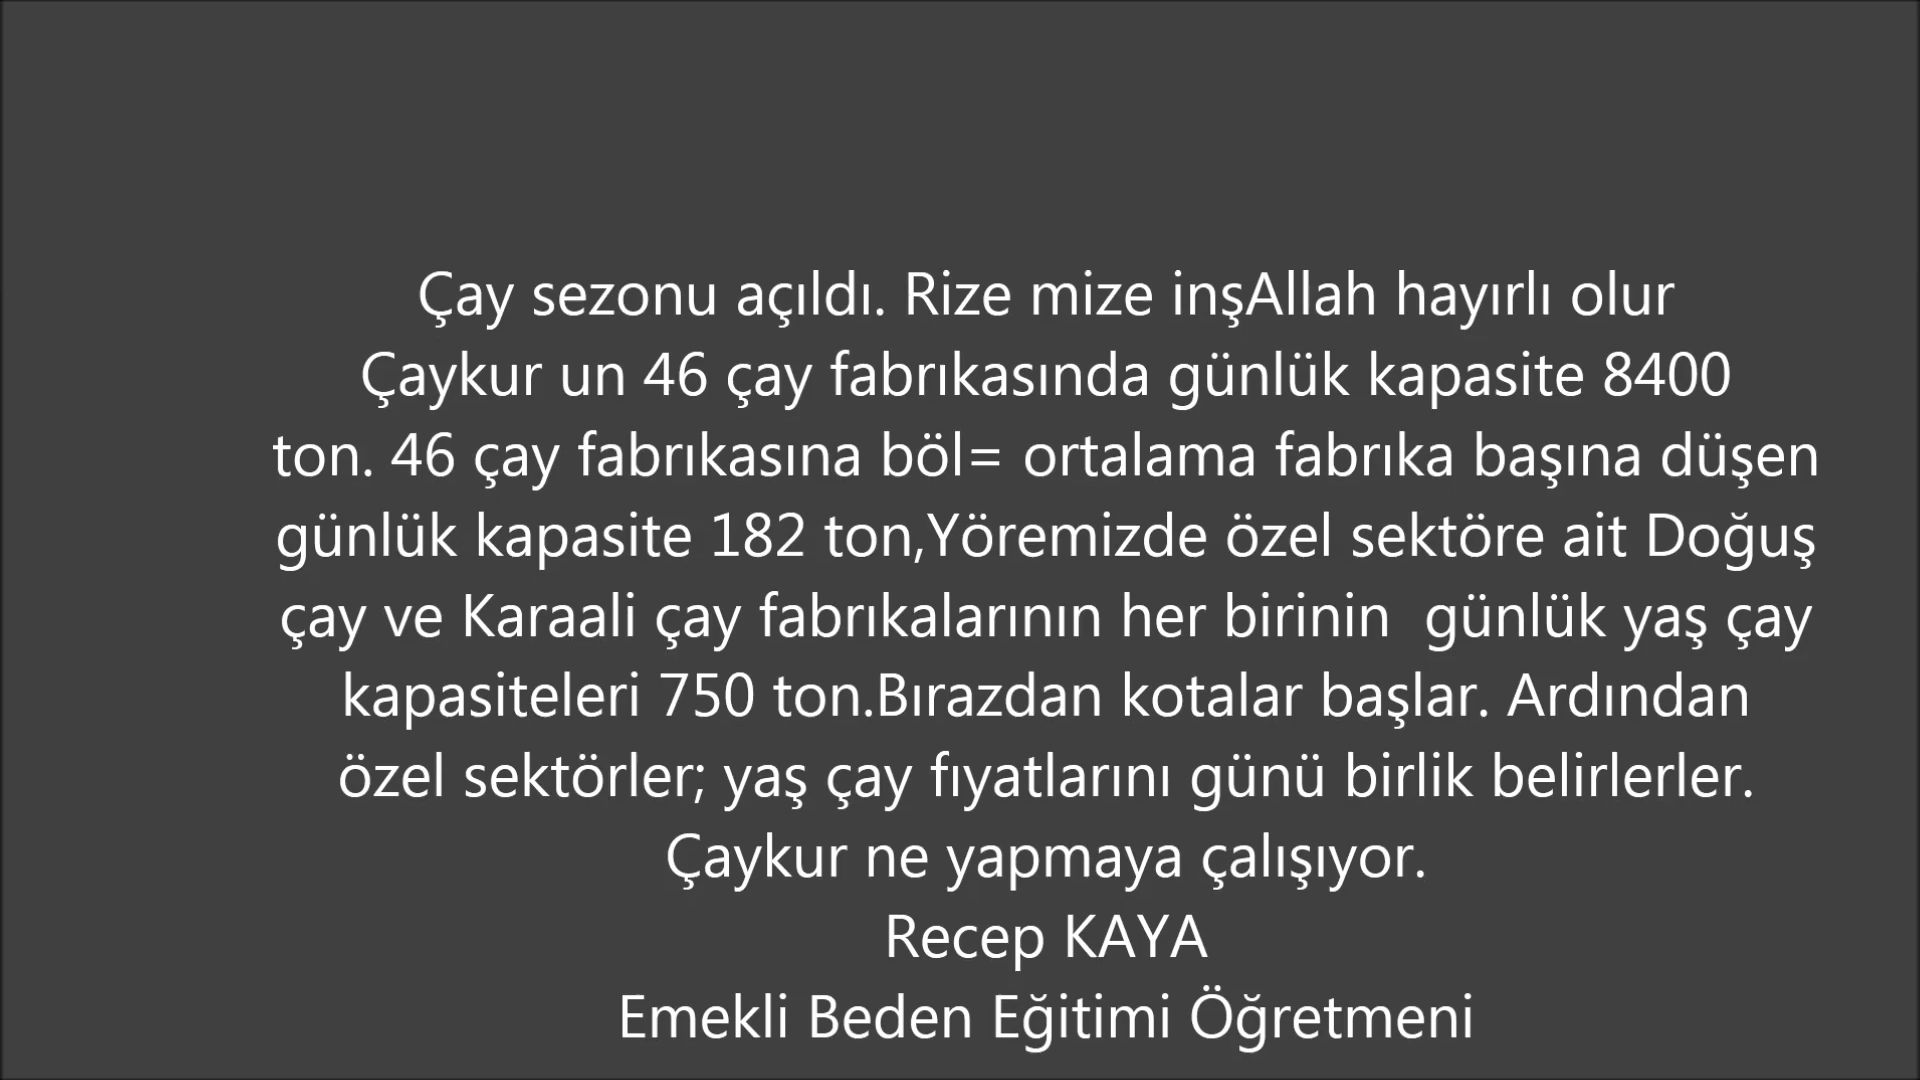 Çay sezonu açıldı. Rize mize inşAllah hayırlı olur
Çaykur un 46 çay fabrıkasında günlük kapasite 8400
ton. 46 çay fabrıkasına böl= ortalama fabrıka başına düşen
günlük kapasite 182 ton,Yöremizde özel sektöre ait Doğuş
çay ve Karaali çay fabrıkalarının her birinin  günlük yaş çay
kapasiteleri 750 ton.Bırazdan kotalar başlar. Ardından
özel sektörler; yaş çay fıyatlarını günü birlik belirlerler.
Çaykur ne yapmaya çalışıyor.
Recep KAYA
Emekli Beden Eğitimi Öğretmeni